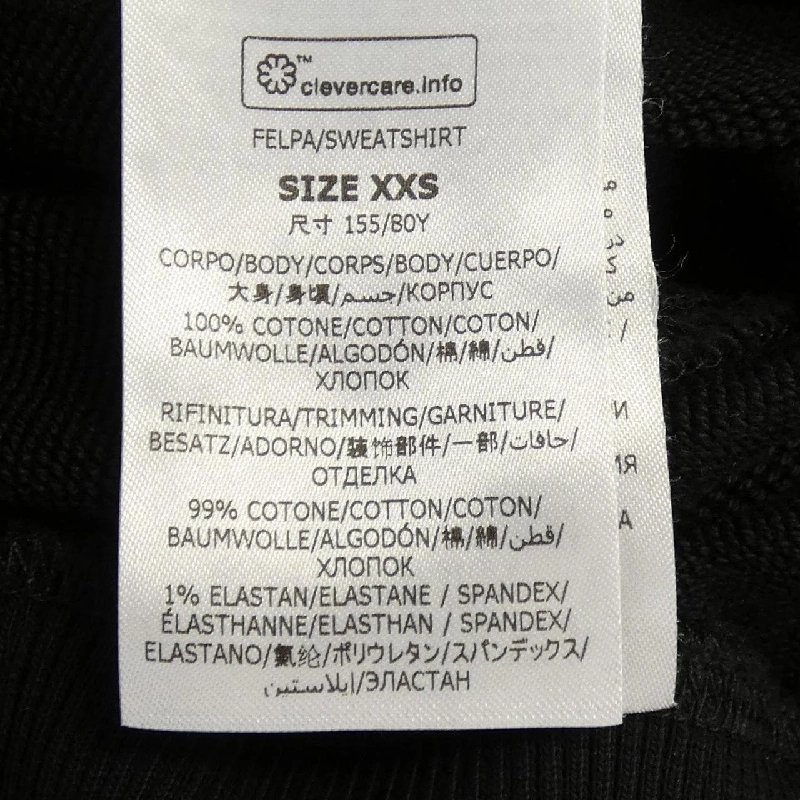 clevercare.info
™
FELPA/SWEATSHIRT
SIZE XXS
尺寸 155/80Y
CORPO/BODY/CORPS/BODY/CUERPO/
大身/身頃/جسم/КОРПУС
100% COTONE/COTTON/COTON/
BAUMWOLLE/ALGODÓN/棉/綿/قطن/
ХЛОПОК
RIFINITURA/TRIMMING/GARNITURE/
BESATZ/ADORNO/装饰部件/一部/حافات/
ОТДЕЛКА
99% COTONE/COTTON/COTON/
BAUMWOLLE/ALGODÓN/棉/綿/قطن/
ХЛОПОК
1% ELASTAN/ELASTANE / SPANDEX/
ÉLASTHANNE/ELASTHAN / SPANDEX/
ELASTANO/氨纶/ポリウレタン/スパンデックス/
ايلاستين/ЭЛАСТАН